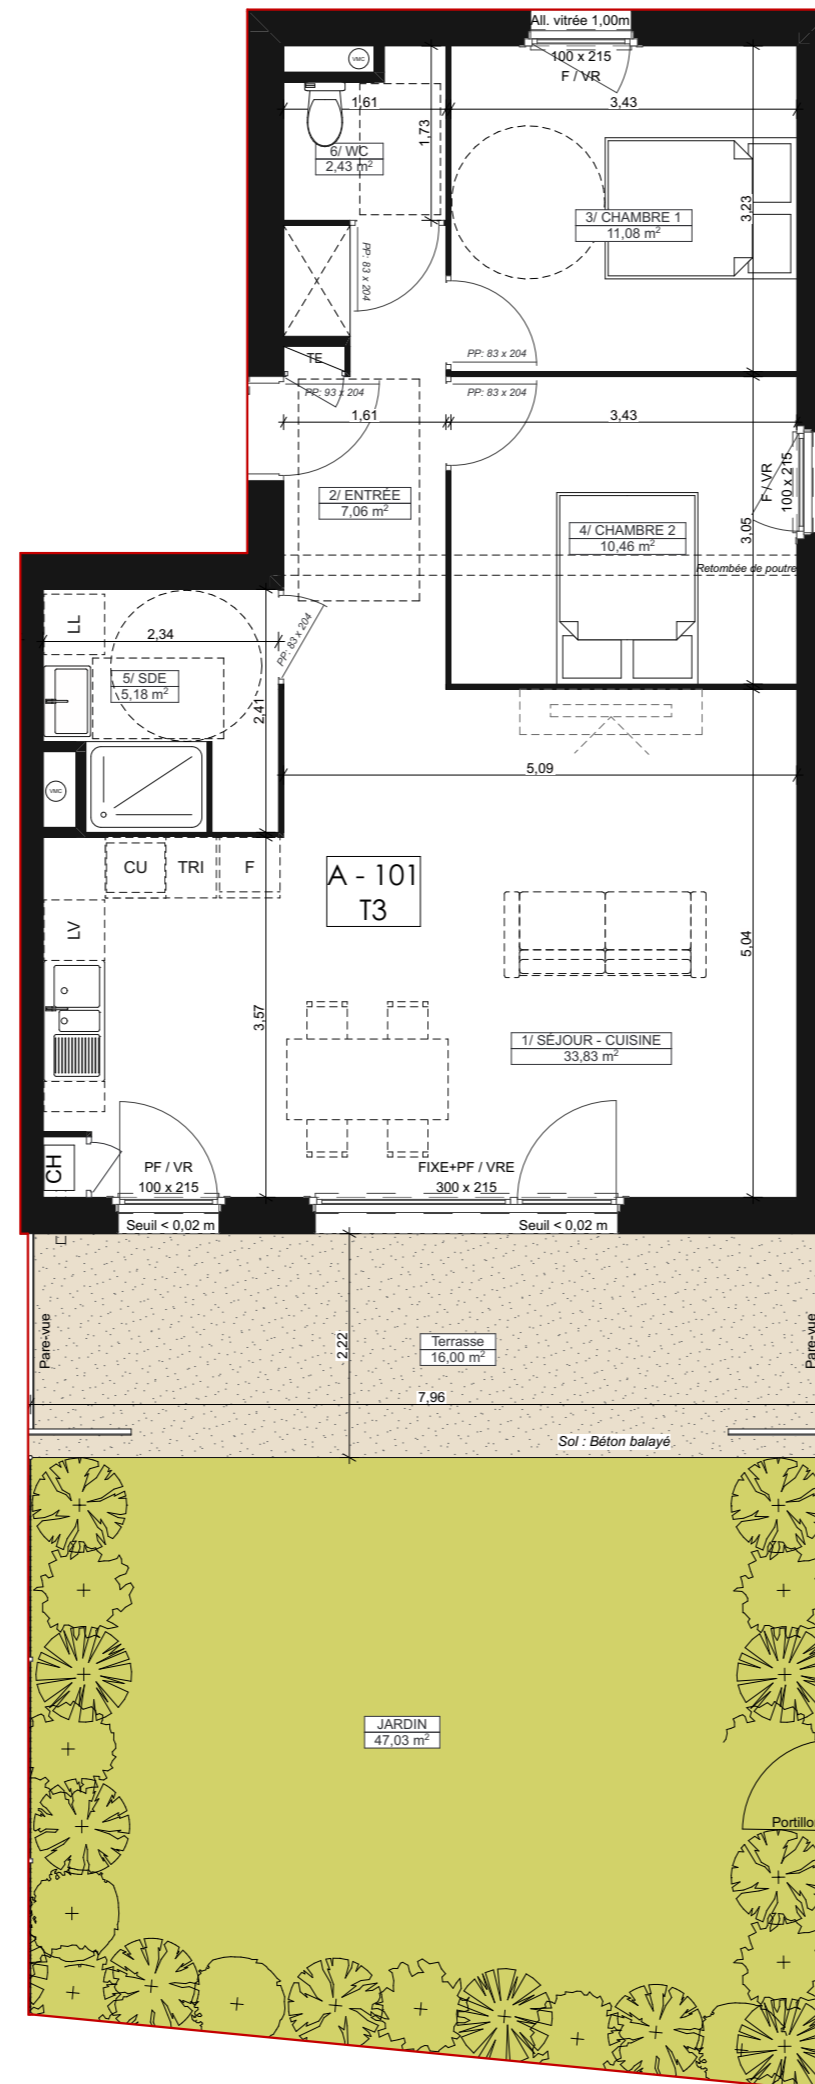 All. vitrée 1,00m
100 x 215
F / VR
VMC
1,61
3,43
1,73
6/ WC
2,43 m²
3/ CHAMBRE 1
11,08 m²
3,23
PP: 83 x 204
PP: 83 x 204
TE
PP: 93 x 204
PP: 83 x 204
1,61
3,43
F / VR
100 x 215
2/ ENTRÉE
7,06 m²
4/ CHAMBRE 2
10,46 m²
3,05
Retombée de poutre
LL
2,34
PP: 83 x 204
5/ SDE
5,18 m²
2,41
VMC
5,09
CU
TRI
F
A - 101
T3
LV
5,04
3,57
1/ SÉJOUR - CUISINE
33,83 m²
CH
PF / VR
100 x 215
FIXE+PF / VRE
300 x 215
Seuil < 0,02 m
Seuil < 0,02 m
Pare-vue
2,22
Terrasse
16,00 m²
Pare-vue
7,96
Sol : Béton balayé
JARDIN
47,03 m²